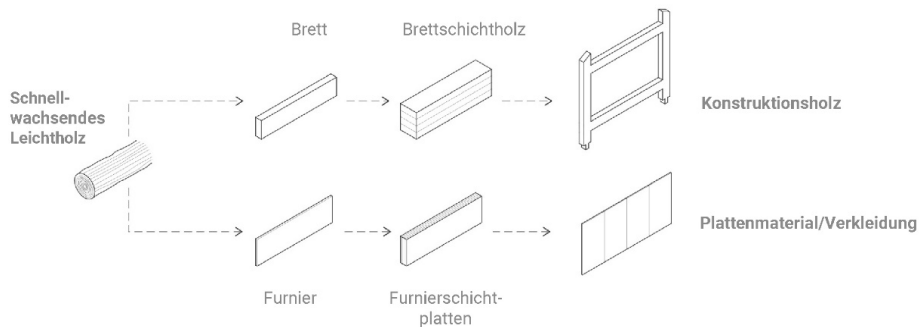 Brett
Brettschichtholz
Schnell-
wachsendes
Leichtholz
Konstruktionsholz
Plattenmaterial/Verkleidung
Furnier
Furnierschicht-
platten